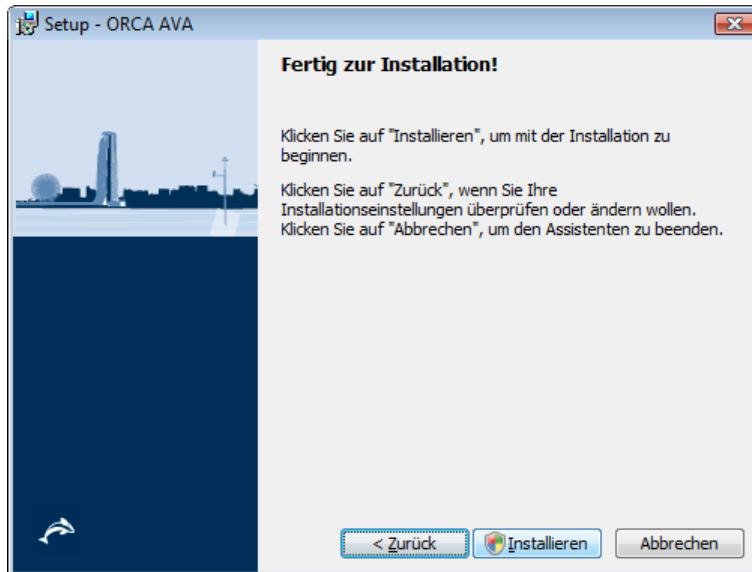 Setup - ORCA AVA
Fertig zur Installation!
Klicken Sie auf "Installieren", um mit der Installation zu
beginnen.
Klicken Sie auf "Zurück", wenn Sie Ihre
Installationseinstellungen überprüfen oder ändern wollen.
Klicken Sie auf "Abbrechen", um den Assistenten zu beenden.
< Zurück Installieren Abbrechen